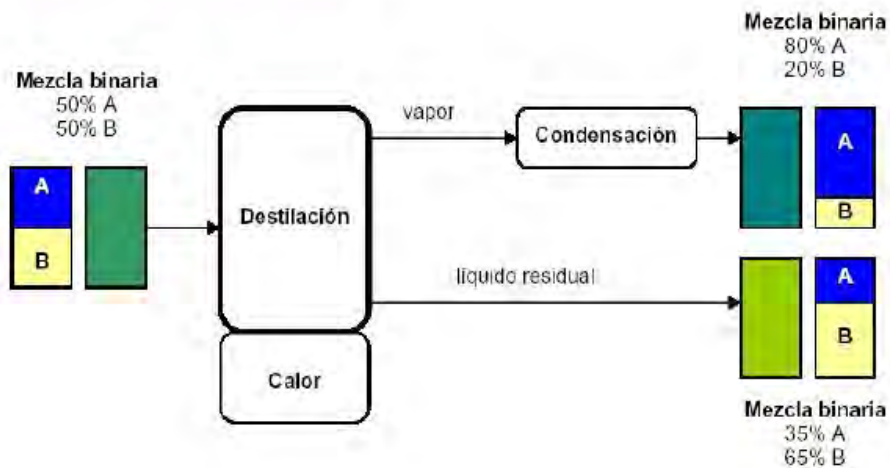 Mezcla binaria
50% A
50% B
A
B
Destilación
Calor
vapor
Condensación
Mezcla binaria
80% A
20% B
A
B
líquido residual
A
B
Mezcla binaria
35% A
65% B